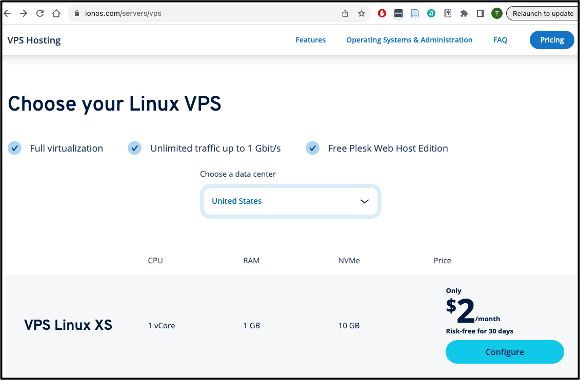 ionos.com/servers/vps
Relaunch to update
VPS Hosting
Features
Operating Systems & Administration
FAQ
Pricing
Choose your Linux VPS
Full virtualization
Unlimited traffic up to 1 Gbit/s
Free Plesk Web Host Edition
Choose a data center
United States
CPU RAM NVMe Price
Only
$2/month
VPS Linux XS 1 vCore 1 GB 10 GB
Risk-free for 30 days
Configure